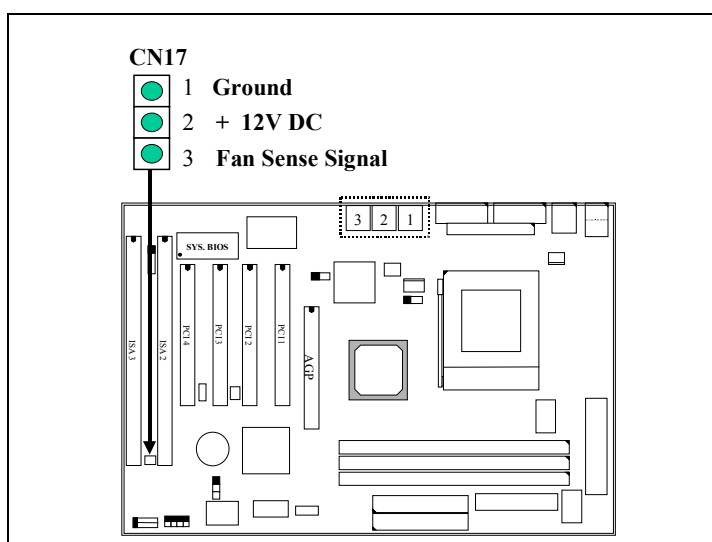 CN17
1 Ground
2 + 12V DC
3 Fan Sense Signal
3 2 1
SYS. BIOS
ISA 3
ISA 2
PCI 4
PCI 3
PCI 2
PCI 1
AGP